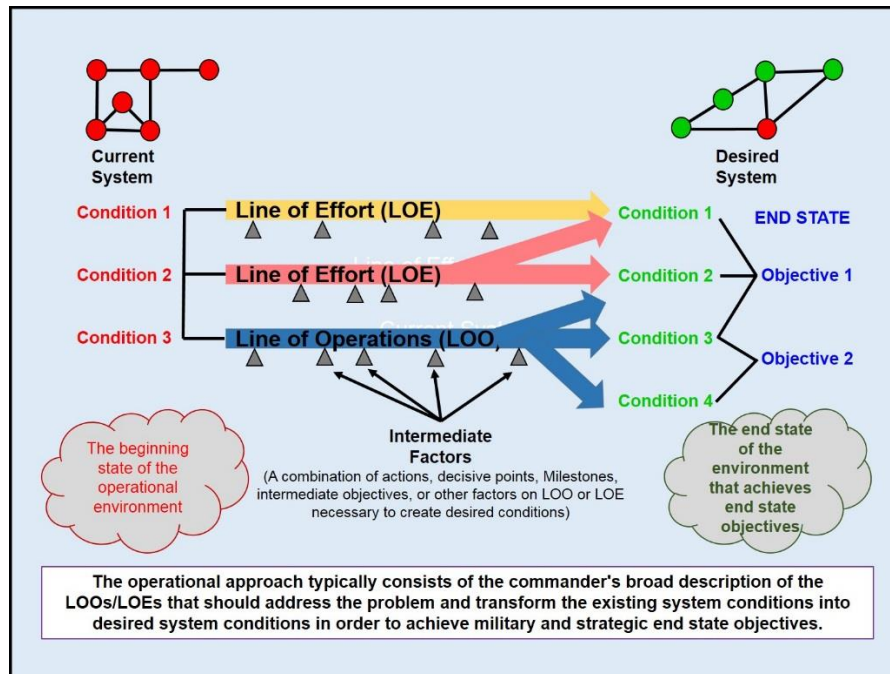 Current
System
Desired
System
Condition 1
Line of Effort (LOE)
Condition 1
END STATE
Line of Effort
Condition 2
Line of Effort (LOE)
Condition 2
Objective 1
Current System
Condition 3
Line of Operations (LOO)
Condition 3
Objective 2
Condition 4
The beginning
state of the
operational
environment
Intermediate
Factors
(A combination of actions, decisive points, Milestones,
intermediate objectives, or other factors on LOO or LOE
necessary to create desired conditions)
The end state
of the
environment
that achieves
end state
objectives
The operational approach typically consists of the commander's broad description of the
LOOs/LOEs that should address the problem and transform the existing system conditions into
desired system conditions in order to achieve military and strategic end state objectives.